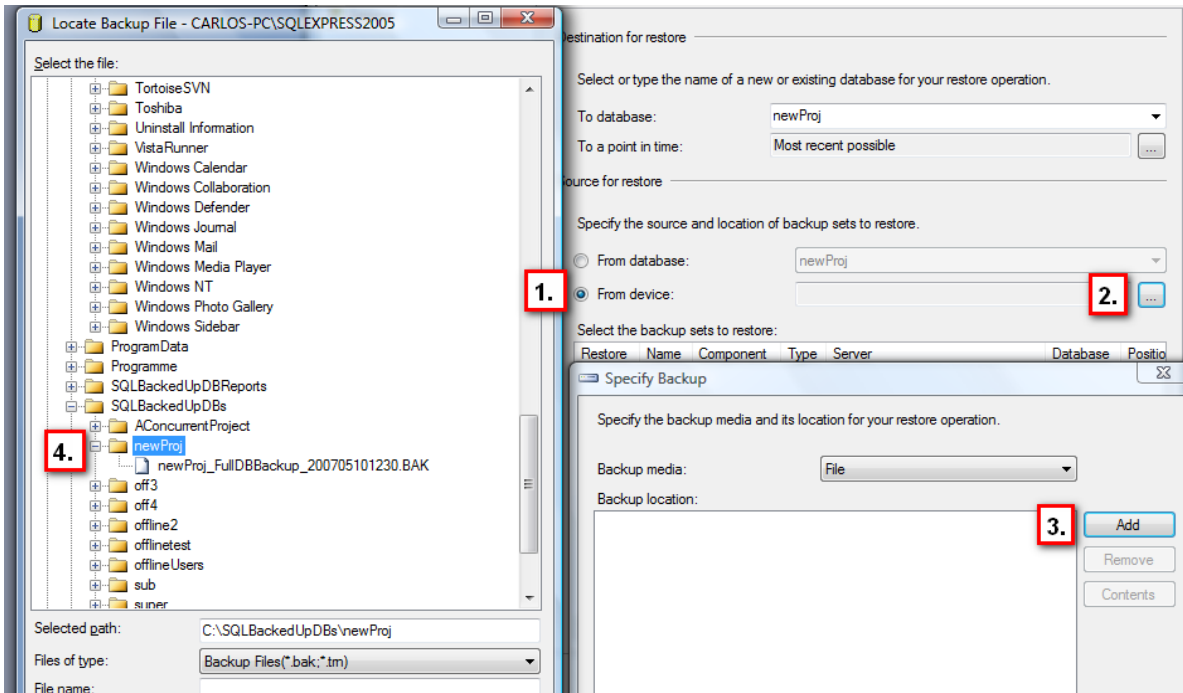 Locate Backup File - CARLOS-PC\SQLEXPRESS2005
Select the file:
TortoiseSVN
Toshiba
Uninstall Information
VistaRunner
Windows Calendar
Windows Collaboration
Windows Defender
Windows Journal
Windows Mail
Windows Media Player
Windows NT
Windows Photo Gallery
Windows Sidebar
ProgramData
Programme
SQLBackedUpDBReports
SQLBackedUpDBs
AConcurrentProject
4.
newProj
newProj_FullDBBackup_200705101230.BAK
off3
off4
offline2
offlinetest
offlineUsers
sub
super
Selected path: C:\SQLBackedUpDBs\newProj
Files of type: Backup Files(*.bak;*.trn)
File name:
Destination for restore
Select or type the name of a new or existing database for your restore operation.
To database: newProj
To a point in time: Most recent possible ...
Source for restore
Specify the source and location of backup sets to restore.
From database: newProj
1. From device: 2. ...
Select the backup sets to restore:
Restore Name Component Type Server Database Positio
Specify Backup
Specify the backup media and its location for your restore operation.
Backup media: File
Backup location:
3. Add
Remove
Contents